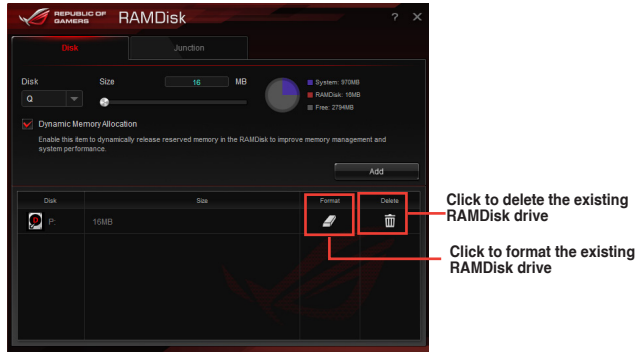 REPUBLIC OF
GAMERS
RAMDisk
? ×
Disk
Junction
Disk
Size
16
MB
Q
System: 970MB
RAMDisk: 16MB
Free: 2794MB
Dynamic Memory Allocation
Enable this item to dynamically release reserved memory in the RAMDisk to improve memory management and
system performance.
Add
Disk
Size
Format
Delete
P:
16MB
Click to delete the existing
RAMDisk drive
Click to format the existing
RAMDisk drive